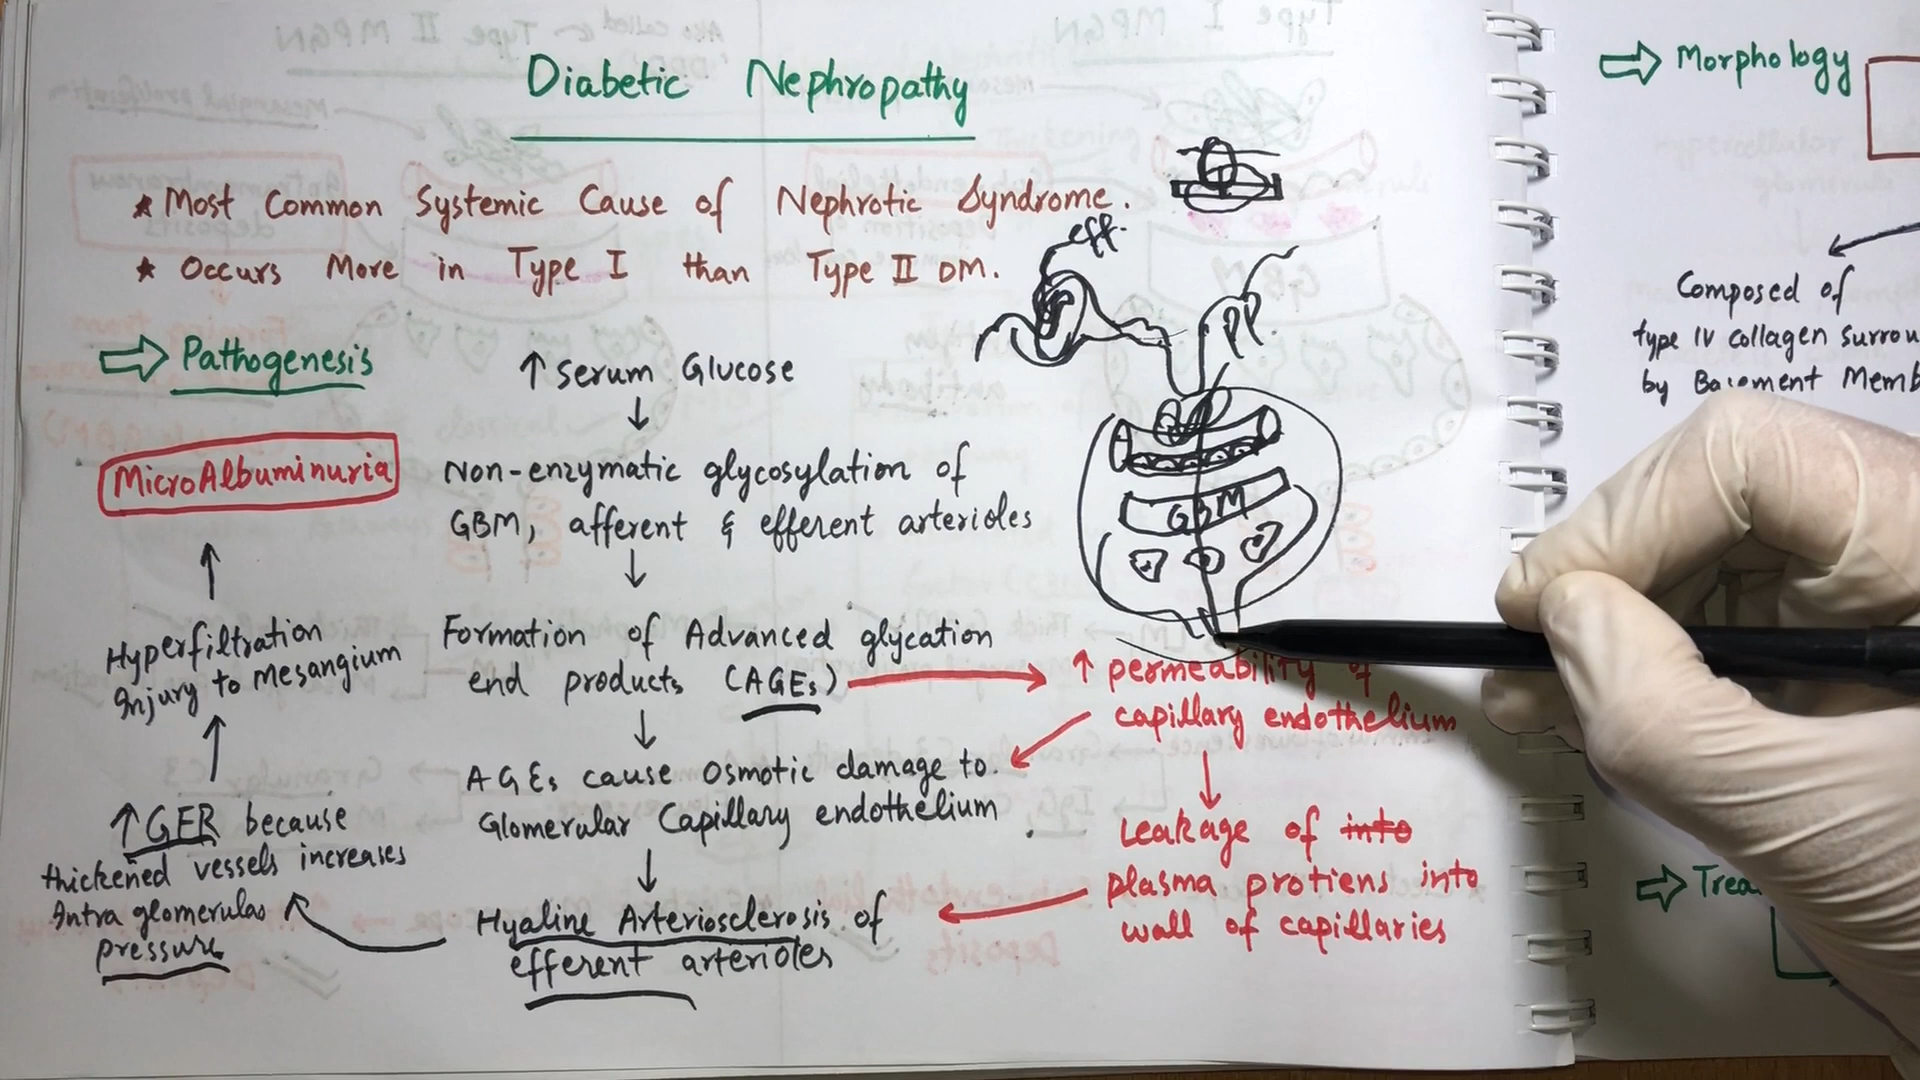 Diabetic Nephropathy
★ Most Common Systemic Cause of Nephrotic Syndrome.
★ Occurs More in Type I than Type II DM.
eff.
⇒ Pathogenesis
↑ serum Glucose
↓
Non-enzymatic glycosylation of
GBM, afferent & efferent arterioles
↓
Formation of Advanced glycation
end products (AGEs)
↓
AGEs cause Osmotic damage to
Glomerular Capillary endothelium
↓
Hyaline Arteriosclerosis of
efferent arterioles
↑ permeability of
capillary endothelium
↓
Leakage of into
plasma protiens into
wall of capillaries
↑ GER because
thickened vessels increases
Intra glomerulas
pressure
↑
Hyperfiltration
Injury to Mesangium
↑
MicroAlbuminuria
GBM
⇒ Morphology
Composed of
type IV collagen surrou
by Basement Memb
⇒ Trea